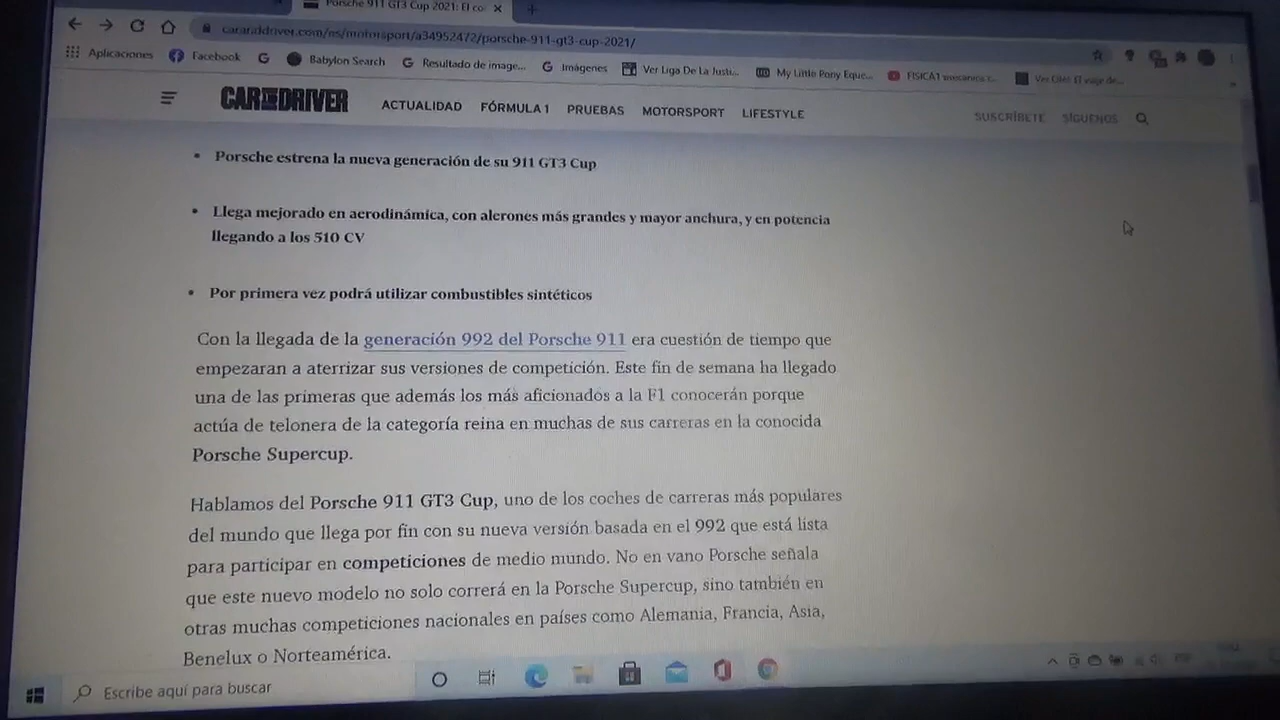 Porsche 911 GT3 Cup 2021: El co
caranddriver.com/es/motorsport/a34952472/porsche-911-gt3-cup-2021/
Aplicaciones Facebook Babylon Search Resultado de image... Imágenes Ver Liga De La Justi... My Little Pony Eque...
CAR AND DRIVER ACTUALIDAD FÓRMULA 1 PRUEBAS MOTORSPORT LIFESTYLE SUSCRÍBETE SÍGUENOS
• Porsche estrena la nueva generación de su 911 GT3 Cup
• Llega mejorado en aerodinámica, con alerones más grandes y mayor anchura, y en potencia
llegando a los 510 CV
• Por primera vez podrá utilizar combustibles sintéticos
Con la llegada de la generación 992 del Porsche 911 era cuestión de tiempo que
empezaran a aterrizar sus versiones de competición. Este fin de semana ha llegado
una de las primeras que además los más aficionados a la F1 conocerán porque
actúa de telonera de la categoría reina en muchas de sus carreras en la conocida
Porsche Supercup.
Hablamos del Porsche 911 GT3 Cup, uno de los coches de carreras más populares
del mundo que llega por fin con su nueva versión basada en el 992 que está lista
para participar en competiciones de medio mundo. No en vano Porsche señala
que este nuevo modelo no solo correrá en la Porsche Supercup, sino también en
otras muchas competiciones nacionales en países como Alemania, Francia, Asia,
Benelux o Norteamérica.
Escribe aquí para buscar